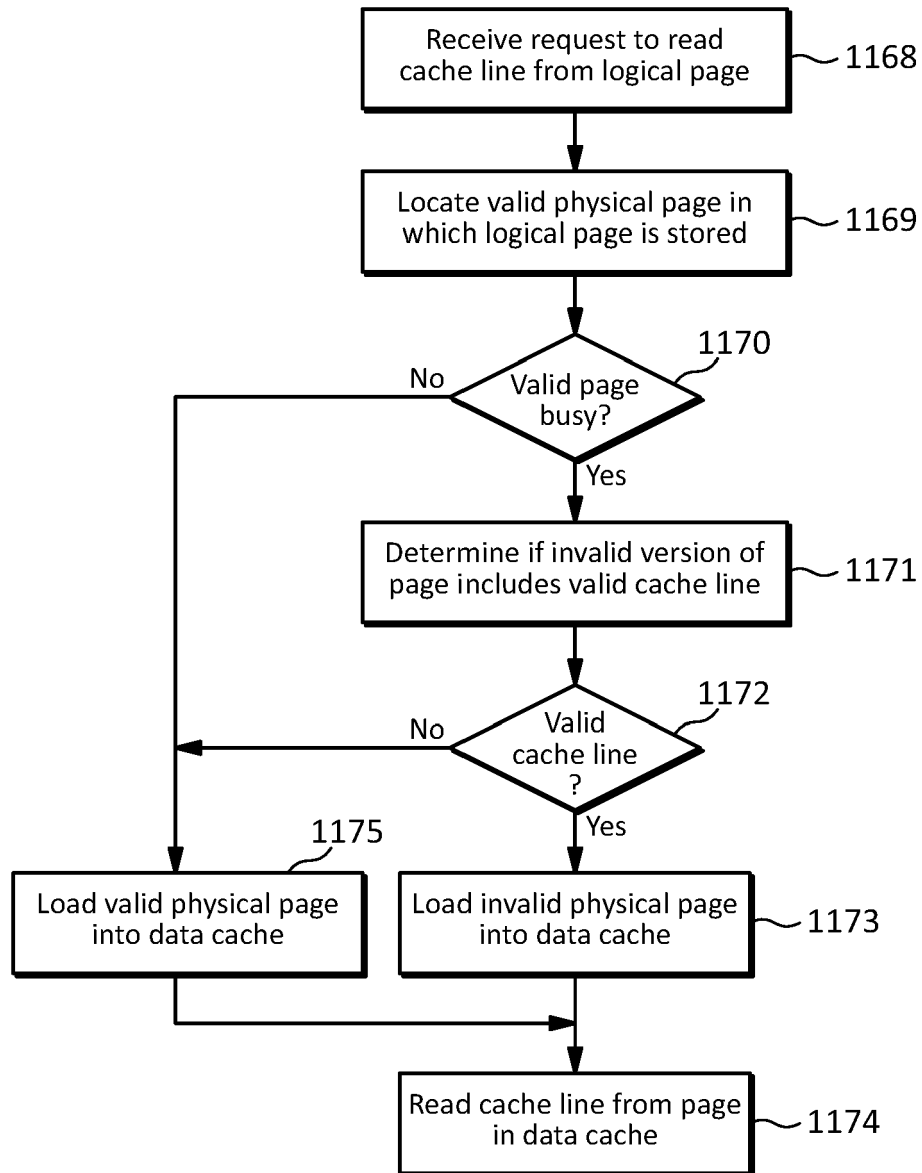 Receive request to read
cache line from logical page
1168
Locate valid physical page in
which logical page is stored
1169
1170
No
Valid page
busy?
Yes
Determine if invalid version of
page includes valid cache line
1171
1172
No
Valid
cache line
?
Yes
1175
Load valid physical page
into data cache
Load invalid physical page
into data cache
1173
Read cache line from page
in data cache
1174